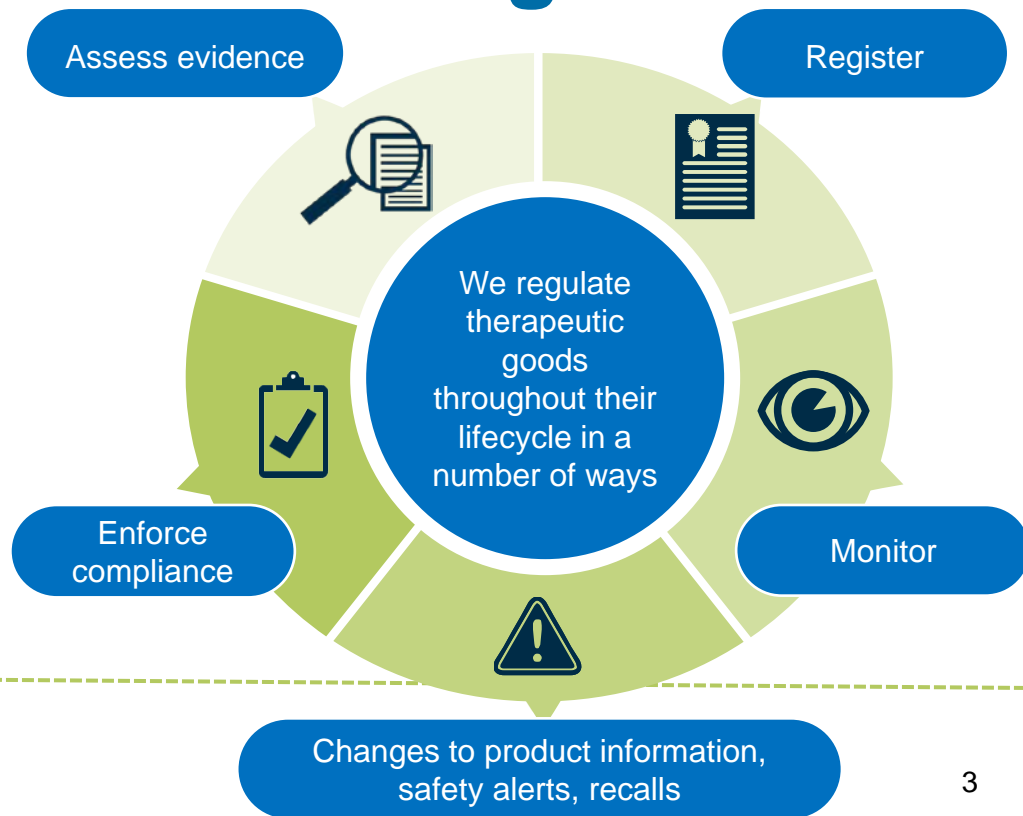 Assess evidence
Register
We regulate
therapeutic
goods
throughout their
lifecycle in a
number of ways
Enforce
compliance
Monitor
Changes to product information,
safety alerts, recalls
3